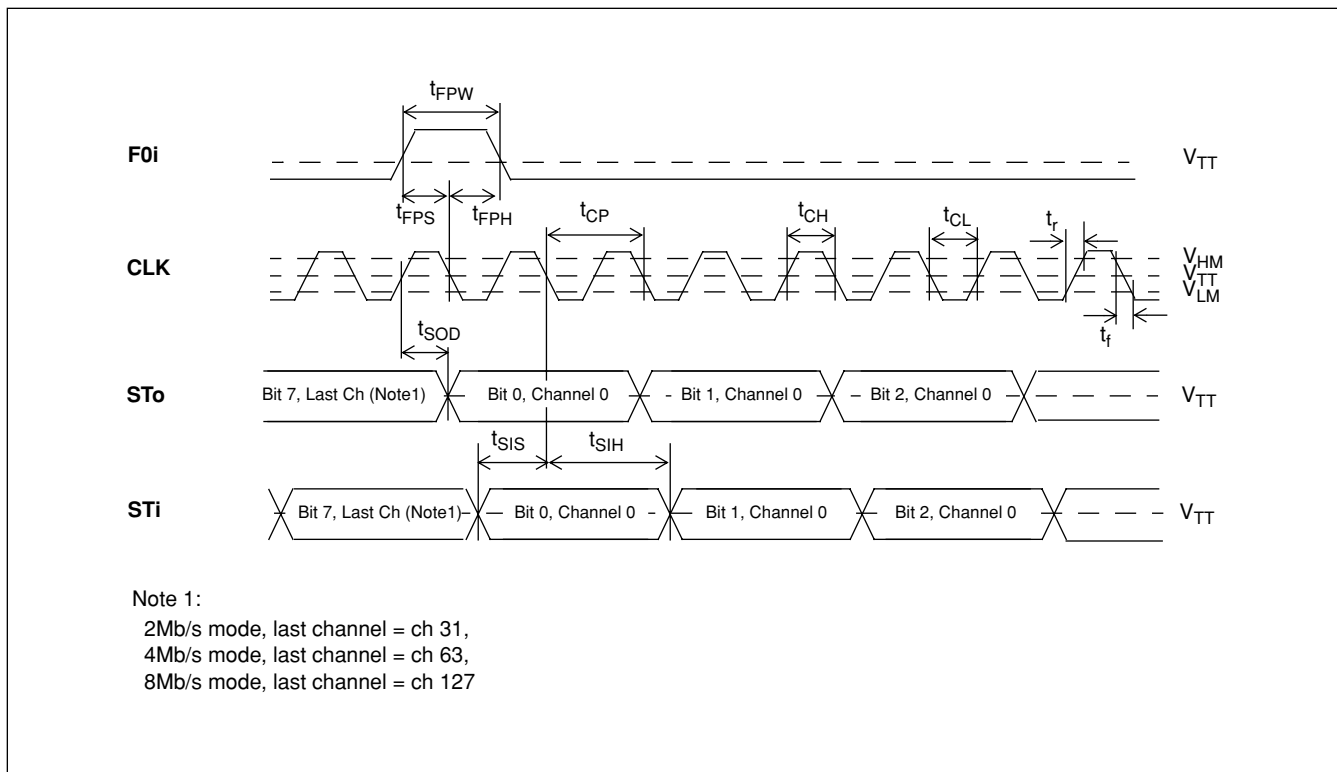 tFPW
F0i
VTT
tFPS
tFPH
tCP
tCH
tCL
tr
CLK
VHM
VTT
VLM
tf
tSOD
STo
Bit 7, Last Ch (Note1)
Bit 0, Channel 0
Bit 1, Channel 0
Bit 2, Channel 0
VTT
tSIS
tSIH
STi
Bit 7, Last Ch (Note1)
Bit 0, Channel 0
Bit 1, Channel 0
Bit 2, Channel 0
VTT
Note 1:
2Mb/s mode, last channel = ch 31,
4Mb/s mode, last channel = ch 63,
8Mb/s mode, last channel = ch 127